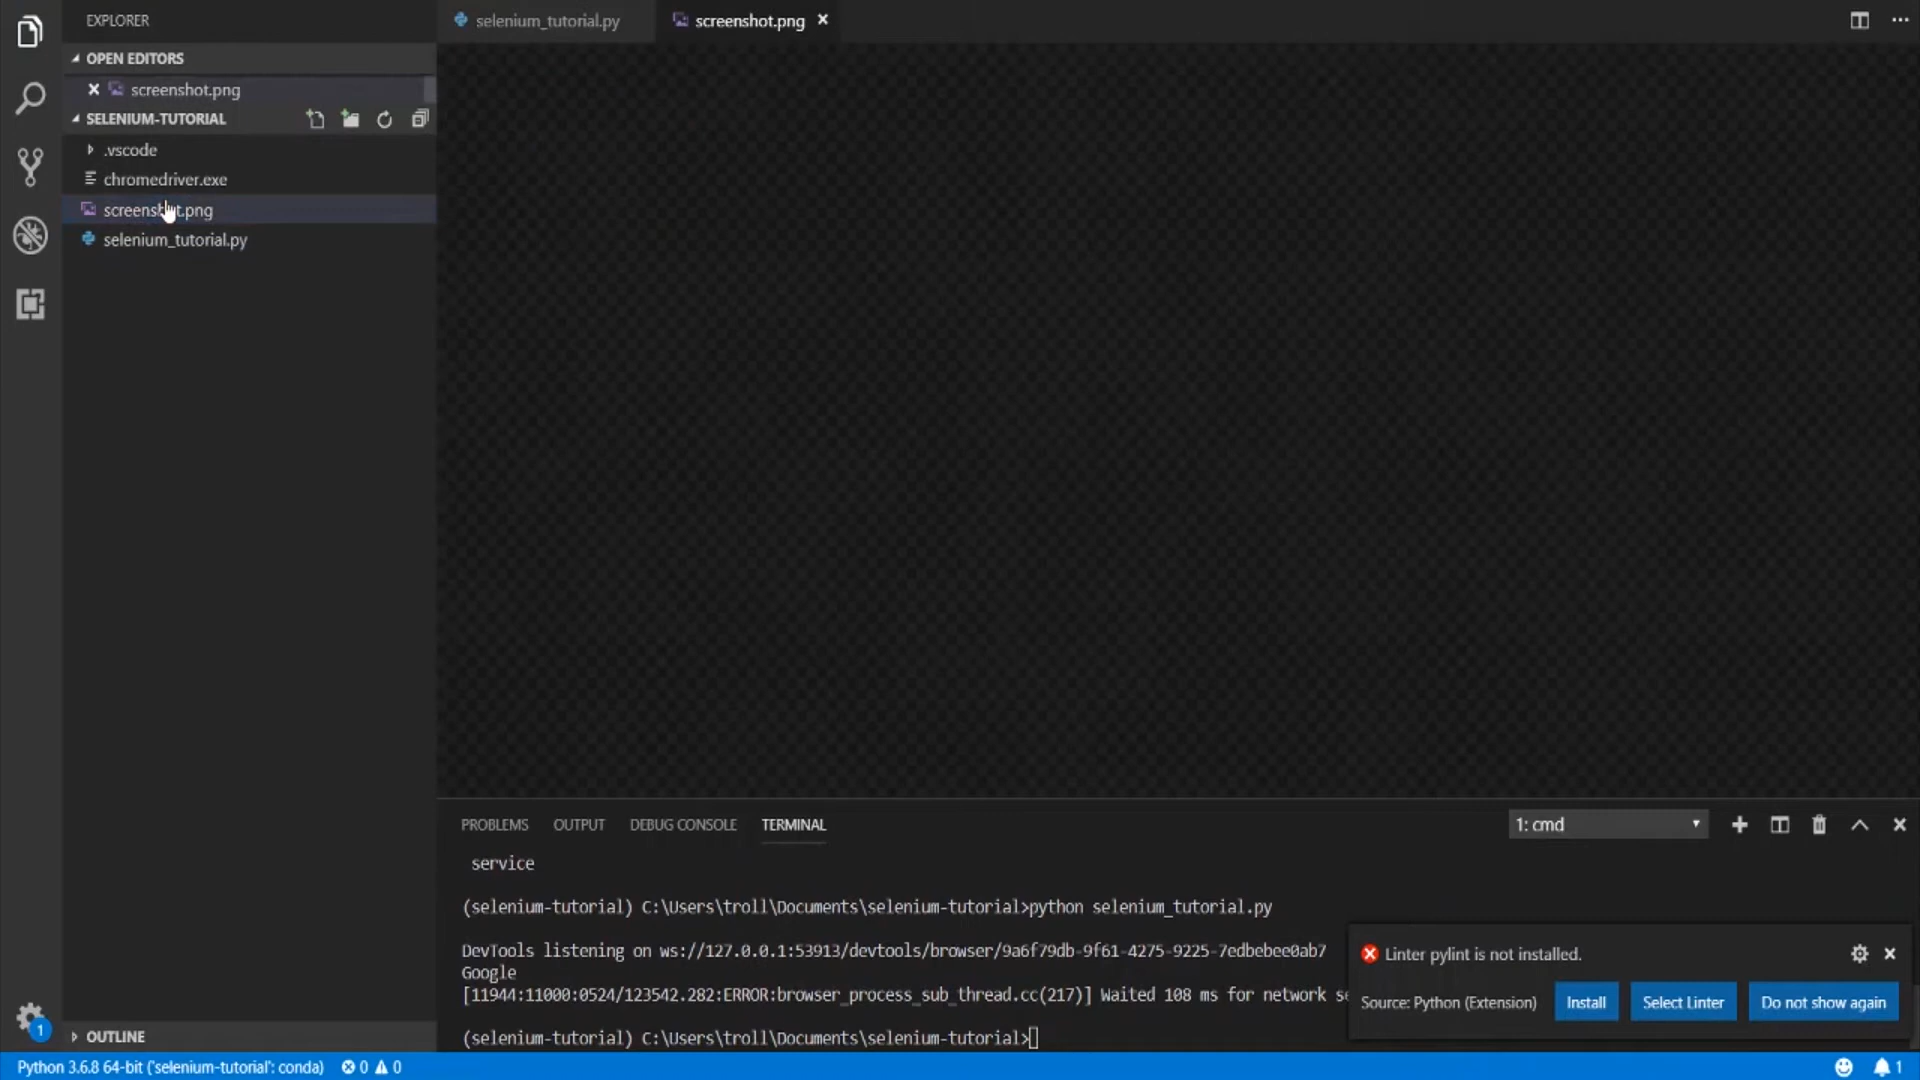 EXPLORER
selenium_tutorial.py
screenshot.png
OPEN EDITORS
screenshot.png
SELENIUM-TUTORIAL
.vscode
chromedriver.exe
screenshot.png
selenium_tutorial.py
PROBLEMS
OUTPUT
DEBUG CONSOLE
TERMINAL
1: cmd
service
(selenium-tutorial) C:\Users\troll\Documents\selenium-tutorial>python selenium_tutorial.py
DevTools listening on ws://127.0.0.1:53913/devtools/browser/9a6f79db-9f61-4275-9225-7edbebee0ab7
Google
[11944:11000:0524/123542.282:ERROR:browser_process_sub_thread.cc(217)] Waited 108 ms for network
(selenium-tutorial) C:\Users\troll\Documents\selenium-tutorial>
Linter pylint is not installed.
Source: Python (Extension)
Install
Select Linter
Do not show again
OUTLINE
1
Python 3.6.8 64-bit ('selenium-tutorial': conda)
0
0
1